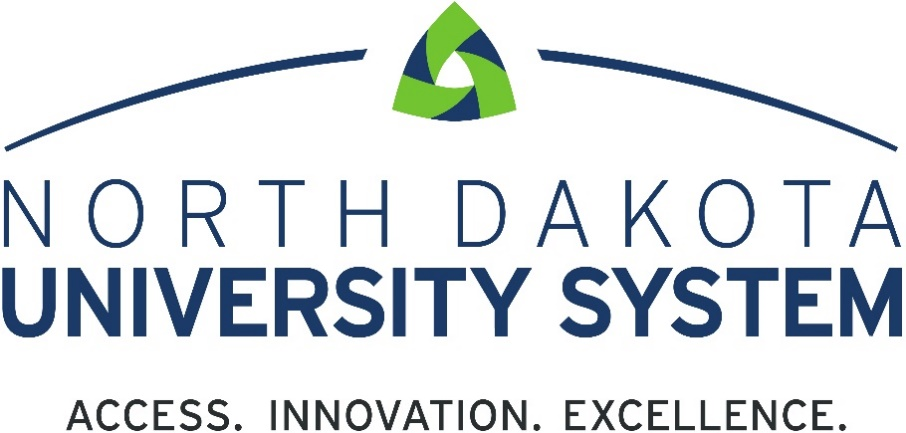 NORTH DAKOTA
UNIVERSITY SYSTEM
ACCESS. INNOVATION. EXCELLENCE.